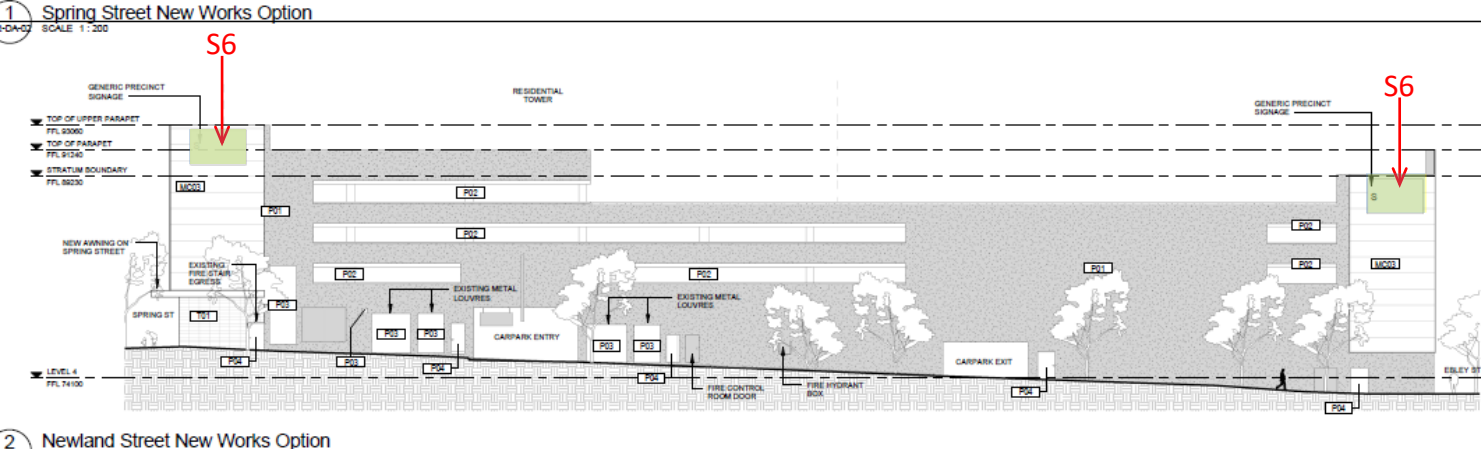 1 Spring Street New Works Option
SCALE 1 : 200
S6
S6
GENERIC PRECINCT
SIGNAGE
RESIDENTIAL
TOWER
GENERIC PRECINCT
SIGNAGE
TOP OF UPPER PARAPET
FFL 93060
TOP OF PARAPET
FFL 91240
STRATUM BOUNDARY
FFL 89230
MC03
P02
P01
P02
P02
NEW AWNING ON
SPRING STREET
EXISTING
FIRE/STAIR
EGRESS
P02
P02
P01
P02
MC03
EXISTING METAL
LOUVRES
EXISTING METAL
LOUVRES
SPRING ST
T01
P03
P03
P03
CARPARK ENTRY
P03
P03
P04
P03
P04
P04
CARPARK EXIT
P04
P04
LEVEL 4
FFL 74100
FIRE CONTROL
ROOM DOOR
FIRE HYDRANT
BOX
EBLEY ST
2 Newland Street New Works Option